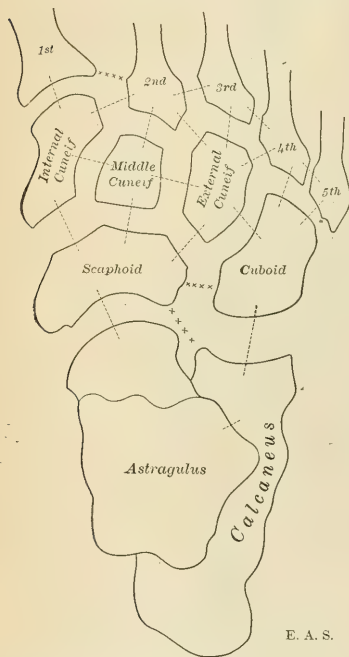 1st
2nd
3rd
4th
5th
Internal
Cuneif
Middle
Cuneif
External
Cuneif
Scaphoid
Cuboid
Astragulus
Calcaneus
E. A. S.